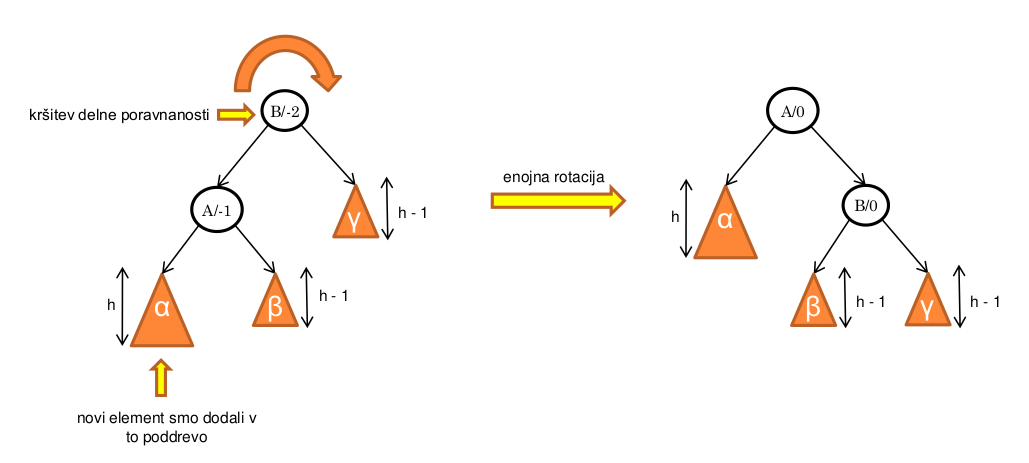 kršitev delne poravnanosti
B/-2
A/-1
γ
h - 1
h
α
β
h - 1
novi element smo dodali v
to poddrevo
enojna rotacija
A/0
h
α
B/0
β
h - 1
γ
h - 1